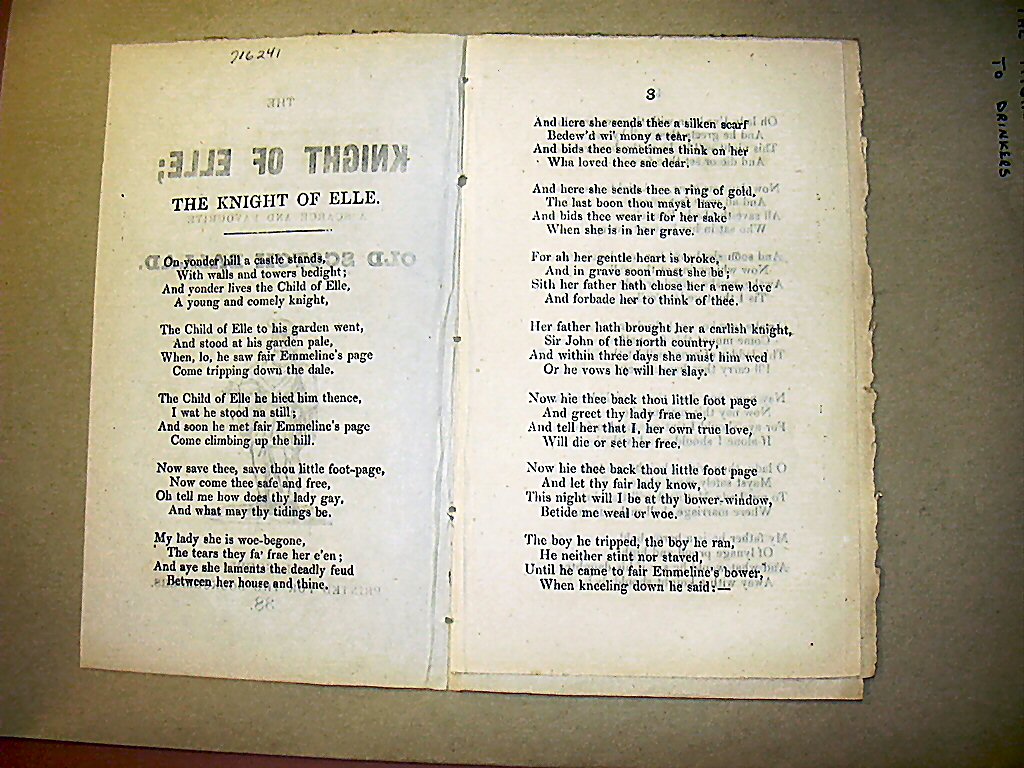 716241
THE KNIGHT OF ELLE.
On yonder hill a castle stands,
With walls and towers bedight;
And yonder lives the Child of Elle,
A young and comely knight,
The Child of Elle to his garden went,
And stood at his garden pale,
When, lo, he saw fair Emmeline's page
Come tripping down the dale.
The Child of Elle he hied him thence,
I wat he stood na still;
And soon he met fair Emmeline's page
Come climbing up the hill.
Now save thee, save thou little foot-page,
Now come thee safe and free,
Oh tell me how does thy lady gay,
And what may thy tidings be.
My lady she is woe-begone,
The tears they fa' frae her e'en;
And aye she laments the deadly feud
Between her house and thine.
3
And here she sends thee a silken scarf
Bedew'd wi' mony a tear,
And bids thee sometimes think on her
Wha loved thee sae dear.
And here she sends thee a ring of gold,
The last boon thou mayst have,
And bids thee wear it for her sake
When she is in her grave.
For ah her gentle heart is broke,
And in grave soon must she be;
Sith her father hath chose her a new love
And forbade her to think of thee.
Her father hath brought her a carlish knight,
Sir John of the north country,
And within three days she must him wed
Or he vows he will her slay.
Now hie thee back thou little foot page
And greet thy lady frae me,
And tell her that I, her own true love,
Will die or set her free.
Now hie thee back thou little foot page
And let thy fair lady know,
This night will I be at thy bower-window,
Betide me weal or woe.
The boy he tripped, the boy he ran,
He neither stint nor staved,
Until he came to fair Emmeline's bower,
When kneeling down he said:—
TO DRINKERS